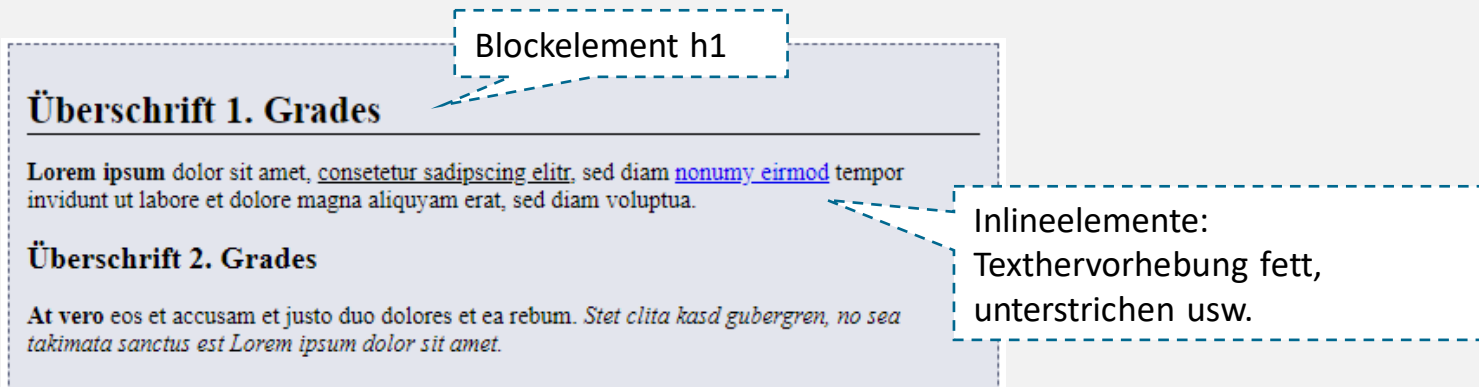 Blockelement h1
Überschrift 1. Grades
Lorem ipsum dolor sit amet, consetetur sadipscing elitr, sed diam nonumy eirmod tempor
invidunt ut labore et dolore magna aliquyam erat, sed diam voluptua.
Inlineelemente:
Texthervorhebung fett,
unterstrichen usw.
Überschrift 2. Grades
At vero eos et accusam et justo duo dolores et ea rebum. Stet clita kasd gubergren, no sea
takimata sanctus est Lorem ipsum dolor sit amet.